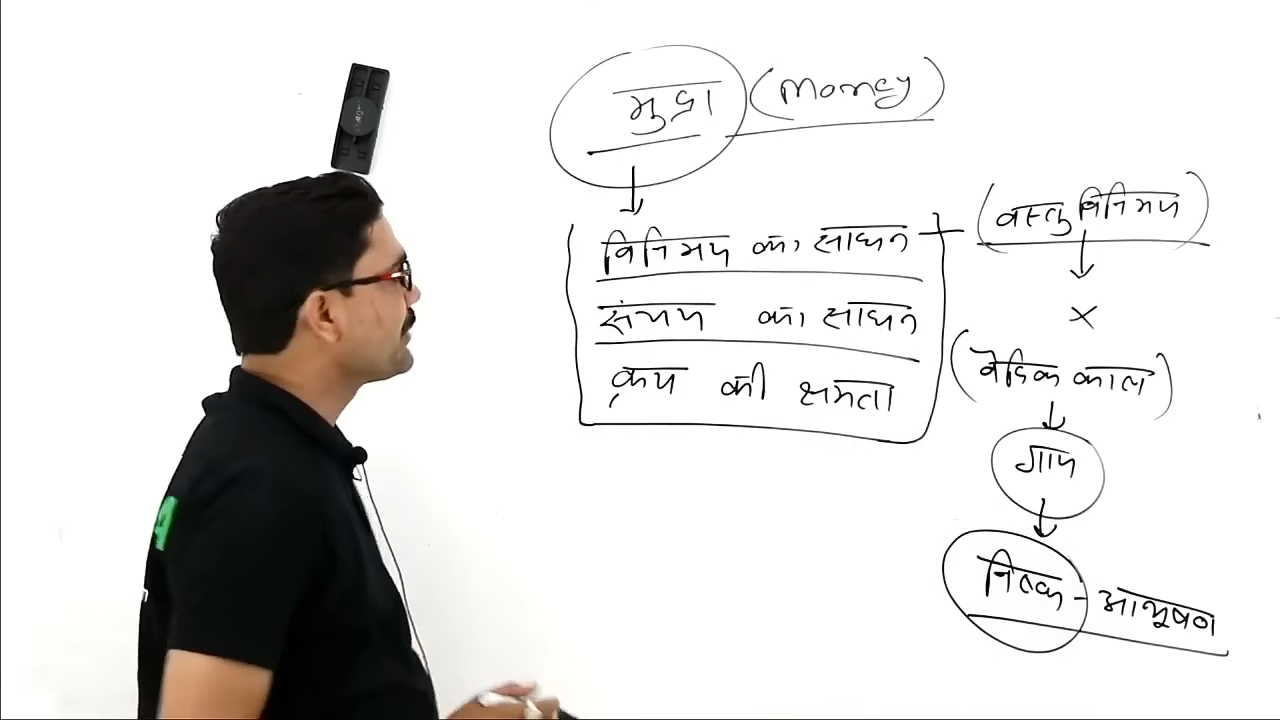 मुद्रा (Money)
विनिमय का साधन
संचय का साधन
क्रय की क्षमता
(वस्तु विनिमय)
×
(वैदिक काल)
गाय
निष्क - आभूषण